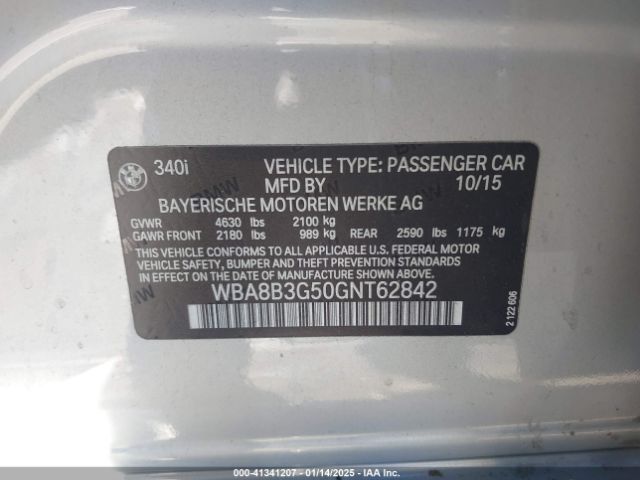 340i VEHICLE TYPE: PASSENGER CAR
MFD BY 10/15
BAYERISCHE MOTOREN WERKE AG
GVWR 4630 lbs 2100 kg
GAWR FRONT 2180 lbs 989 kg REAR 2590 lbs 1175 kg
THIS VEHICLE CONFORMS TO ALL APPLICABLE U.S. FEDERAL MOTOR
VEHICLE SAFETY, BUMPER AND THEFT PREVENTION STANDARDS
IN EFFECT ON THE DATE OF MANUFACTURE SHOWN ABOVE.
WBA8B3G50GNT62842
2 122 606
000-41341207 - 01/14/2025 - IAA, Inc.